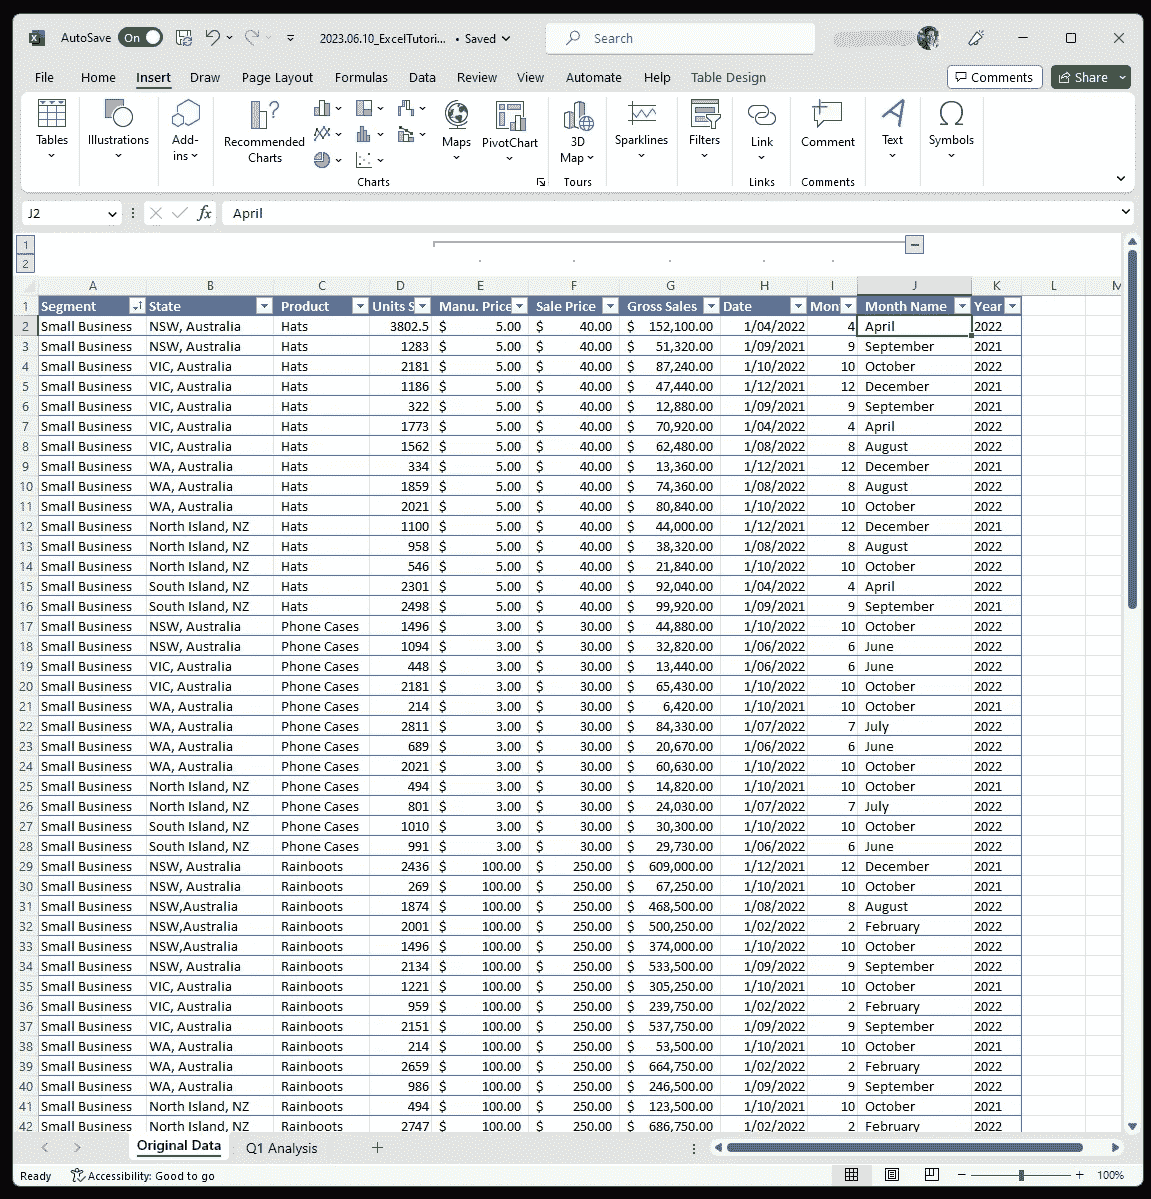 AutoSave On 2023.06.10_ExcelTutori... • Saved Search
File Home Insert Draw Page Layout Formulas Data Review View Automate Help Table Design Comments Share
Tables Illustrations Add-ins Recommended Charts Maps PivotChart 3D Map Sparklines Filters Link Comment Text Symbols
Charts Tours Links Comments
J2 fx April
1
2
A B C D E F G H I J K L M
1 Segment State Product Units S Manu. Price Sale Price Gross Sales Date Mon Month Name Year
2 Small Business NSW, Australia Hats 3802.5 $ 5.00 $ 40.00 $ 152,100.00 1/04/2022 4 April 2022
3 Small Business NSW, Australia Hats 1283 $ 5.00 $ 40.00 $ 51,320.00 1/09/2021 9 September 2021
4 Small Business VIC, Australia Hats 2181 $ 5.00 $ 40.00 $ 87,240.00 1/10/2022 10 October 2022
5 Small Business VIC, Australia Hats 1186 $ 5.00 $ 40.00 $ 47,440.00 1/12/2021 12 December 2021
6 Small Business VIC, Australia Hats 322 $ 5.00 $ 40.00 $ 12,880.00 1/09/2021 9 September 2021
7 Small Business VIC, Australia Hats 1773 $ 5.00 $ 40.00 $ 70,920.00 1/04/2022 4 April 2022
8 Small Business VIC, Australia Hats 1562 $ 5.00 $ 40.00 $ 62,480.00 1/08/2022 8 August 2022
9 Small Business WA, Australia Hats 334 $ 5.00 $ 40.00 $ 13,360.00 1/12/2021 12 December 2021
10 Small Business WA, Australia Hats 1859 $ 5.00 $ 40.00 $ 74,360.00 1/08/2022 8 August 2022
11 Small Business WA, Australia Hats 2021 $ 5.00 $ 40.00 $ 80,840.00 1/10/2022 10 October 2022
12 Small Business North Island, NZ Hats 1100 $ 5.00 $ 40.00 $ 44,000.00 1/12/2021 12 December 2021
13 Small Business North Island, NZ Hats 958 $ 5.00 $ 40.00 $ 38,320.00 1/08/2022 8 August 2022
14 Small Business North Island, NZ Hats 546 $ 5.00 $ 40.00 $ 21,840.00 1/10/2022 10 October 2022
15 Small Business South Island, NZ Hats 2301 $ 5.00 $ 40.00 $ 92,040.00 1/04/2022 4 April 2022
16 Small Business South Island, NZ Hats 2498 $ 5.00 $ 40.00 $ 99,920.00 1/09/2021 9 September 2021
17 Small Business NSW, Australia Phone Cases 1496 $ 3.00 $ 30.00 $ 44,880.00 1/10/2022 10 October 2022
18 Small Business NSW, Australia Phone Cases 1094 $ 3.00 $ 30.00 $ 32,820.00 1/06/2022 6 June 2022
19 Small Business VIC, Australia Phone Cases 448 $ 3.00 $ 30.00 $ 13,440.00 1/06/2022 6 June 2022
20 Small Business VIC, Australia Phone Cases 2181 $ 3.00 $ 30.00 $ 65,430.00 1/10/2022 10 October 2022
21 Small Business WA, Australia Phone Cases 214 $ 3.00 $ 30.00 $ 6,420.00 1/10/2021 10 October 2021
22 Small Business WA, Australia Phone Cases 2811 $ 3.00 $ 30.00 $ 84,330.00 1/07/2022 7 July 2022
23 Small Business WA, Australia Phone Cases 689 $ 3.00 $ 30.00 $ 20,670.00 1/06/2022 6 June 2022
24 Small Business WA, Australia Phone Cases 2021 $ 3.00 $ 30.00 $ 60,630.00 1/10/2022 10 October 2022
25 Small Business North Island, NZ Phone Cases 494 $ 3.00 $ 30.00 $ 14,820.00 1/10/2021 10 October 2021
26 Small Business North Island, NZ Phone Cases 801 $ 3.00 $ 30.00 $ 24,030.00 1/07/2022 7 July 2022
27 Small Business South Island, NZ Phone Cases 1010 $ 3.00 $ 30.00 $ 30,300.00 1/10/2022 10 October 2022
28 Small Business South Island, NZ Phone Cases 991 $ 3.00 $ 30.00 $ 29,730.00 1/06/2022 6 June 2022
29 Small Business NSW, Australia Rainboots 2436 $ 100.00 $ 250.00 $ 609,000.00 1/12/2021 12 December 2021
30 Small Business NSW, Australia Rainboots 269 $ 100.00 $ 250.00 $ 67,250.00 1/10/2021 10 October 2021
31 Small Business NSW,Australia Rainboots 1874 $ 100.00 $ 250.00 $ 468,500.00 1/08/2022 8 August 2022
32 Small Business NSW,Australia Rainboots 2001 $ 100.00 $ 250.00 $ 500,250.00 1/02/2022 2 February 2022
33 Small Business NSW,Australia Rainboots 1496 $ 100.00 $ 250.00 $ 374,000.00 1/10/2022 10 October 2022
34 Small Business NSW, Australia Rainboots 2134 $ 100.00 $ 250.00 $ 533,500.00 1/09/2022 9 September 2022
35 Small Business VIC, Australia Rainboots 1221 $ 100.00 $ 250.00 $ 305,250.00 1/10/2021 10 October 2021
36 Small Business VIC, Australia Rainboots 959 $ 100.00 $ 250.00 $ 239,750.00 1/02/2022 2 February 2022
37 Small Business VIC, Australia Rainboots 2151 $ 100.00 $ 250.00 $ 537,750.00 1/09/2022 9 September 2022
38 Small Business WA, Australia Rainboots 214 $ 100.00 $ 250.00 $ 53,500.00 1/10/2021 10 October 2021
39 Small Business WA, Australia Rainboots 2659 $ 100.00 $ 250.00 $ 664,750.00 1/02/2022 2 February 2022
40 Small Business WA, Australia Rainboots 986 $ 100.00 $ 250.00 $ 246,500.00 1/09/2022 9 September 2022
41 Small Business North Island, NZ Rainboots 494 $ 100.00 $ 250.00 $ 123,500.00 1/10/2021 10 October 2021
42 Small Business North Island, NZ Rainboots 2747 $ 100.00 $ 250.00 $ 686,750.00 1/02/2022 2 February 2022
Original Data Q1 Analysis
Ready Accessibility: Good to go 100%